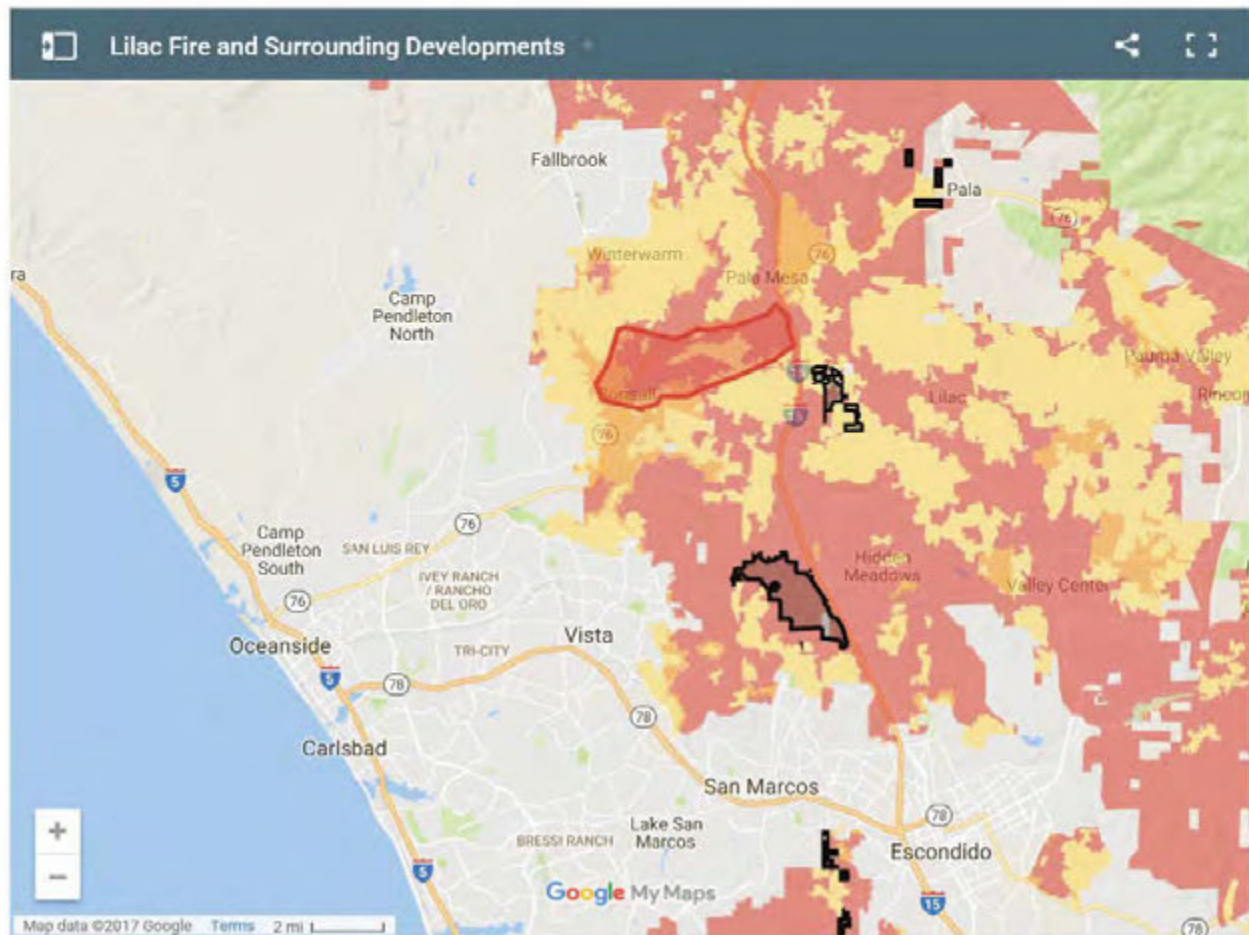 Lilac Fire and Surrounding Developments
Fallbrook
Pala
76
Winterwarm
76
Pala Mesa
ra
Camp
Pendleton
North
Pauma Valley
Bonsall
Lilac
Rincon
15
76
5
76
Camp
Pendleton
South
SAN LUIS REY
Hidden
Meadows
IVEY RANCH
/ RANCHO
DEL ORO
Valley Center
76
Oceanside
Vista
TRI-CITY
5
78
78
Carlsbad
San Marcos
+
Lake San
Marcos
78
BRESSI RANCH
Escondido
−
5
Google My Maps
15
Map data ©2017 Google Terms 2 mi
78